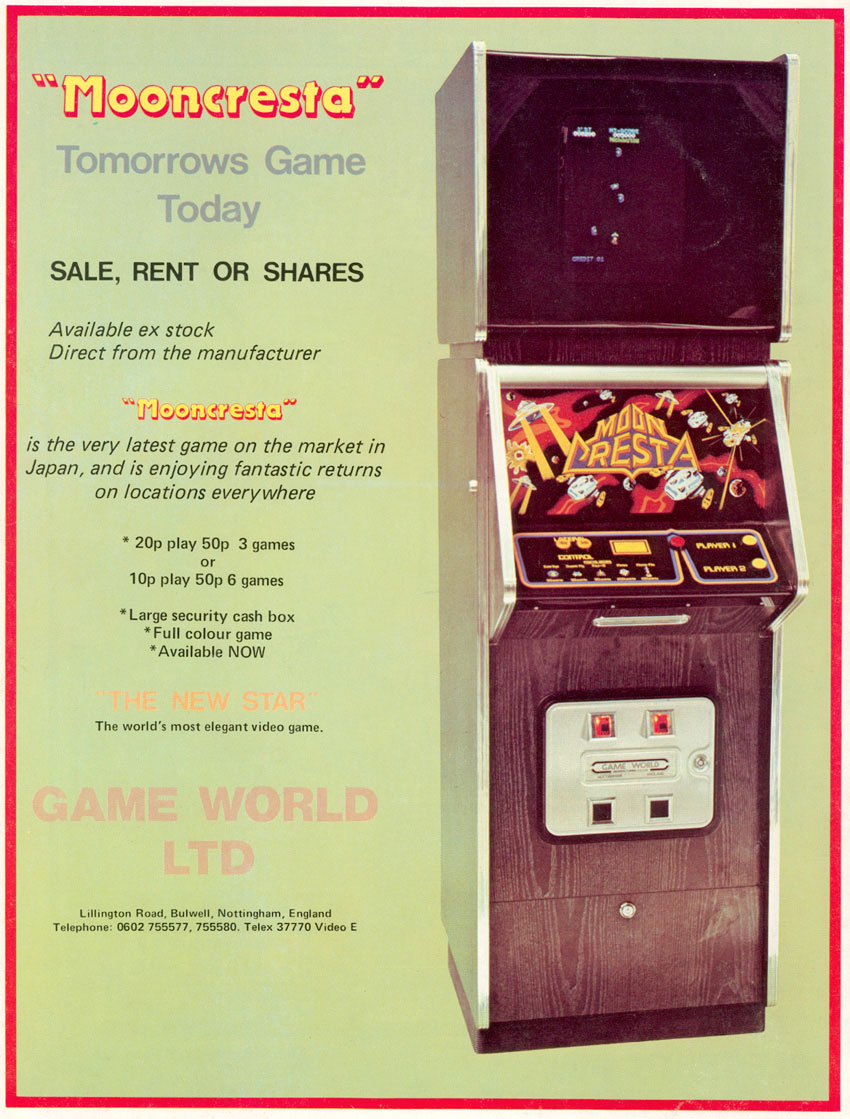 "Mooncresta"
Tomorrows Game
Today
SALE, RENT OR SHARES
Available ex stock
Direct from the manufacturer
"Mooncresta"
is the very latest game on the market in
Japan, and is enjoying fantastic returns
on locations everywhere
* 20p play 50p 3 games
or
10p play 50p 6 games
*Large security cash box
*Full colour game
*Available NOW
"THE NEW STAR"
The world's most elegant video game.
GAME WORLD
LTD
Lillington Road, Bulwell, Nottingham, England
Telephone: 0602 755577, 755580. Telex 37770 Video E
HI-SCORE
CREDIT 01
MOON
CRESTA
CONTROL
PLAYER 1
PLAYER 2
GAME WORLD